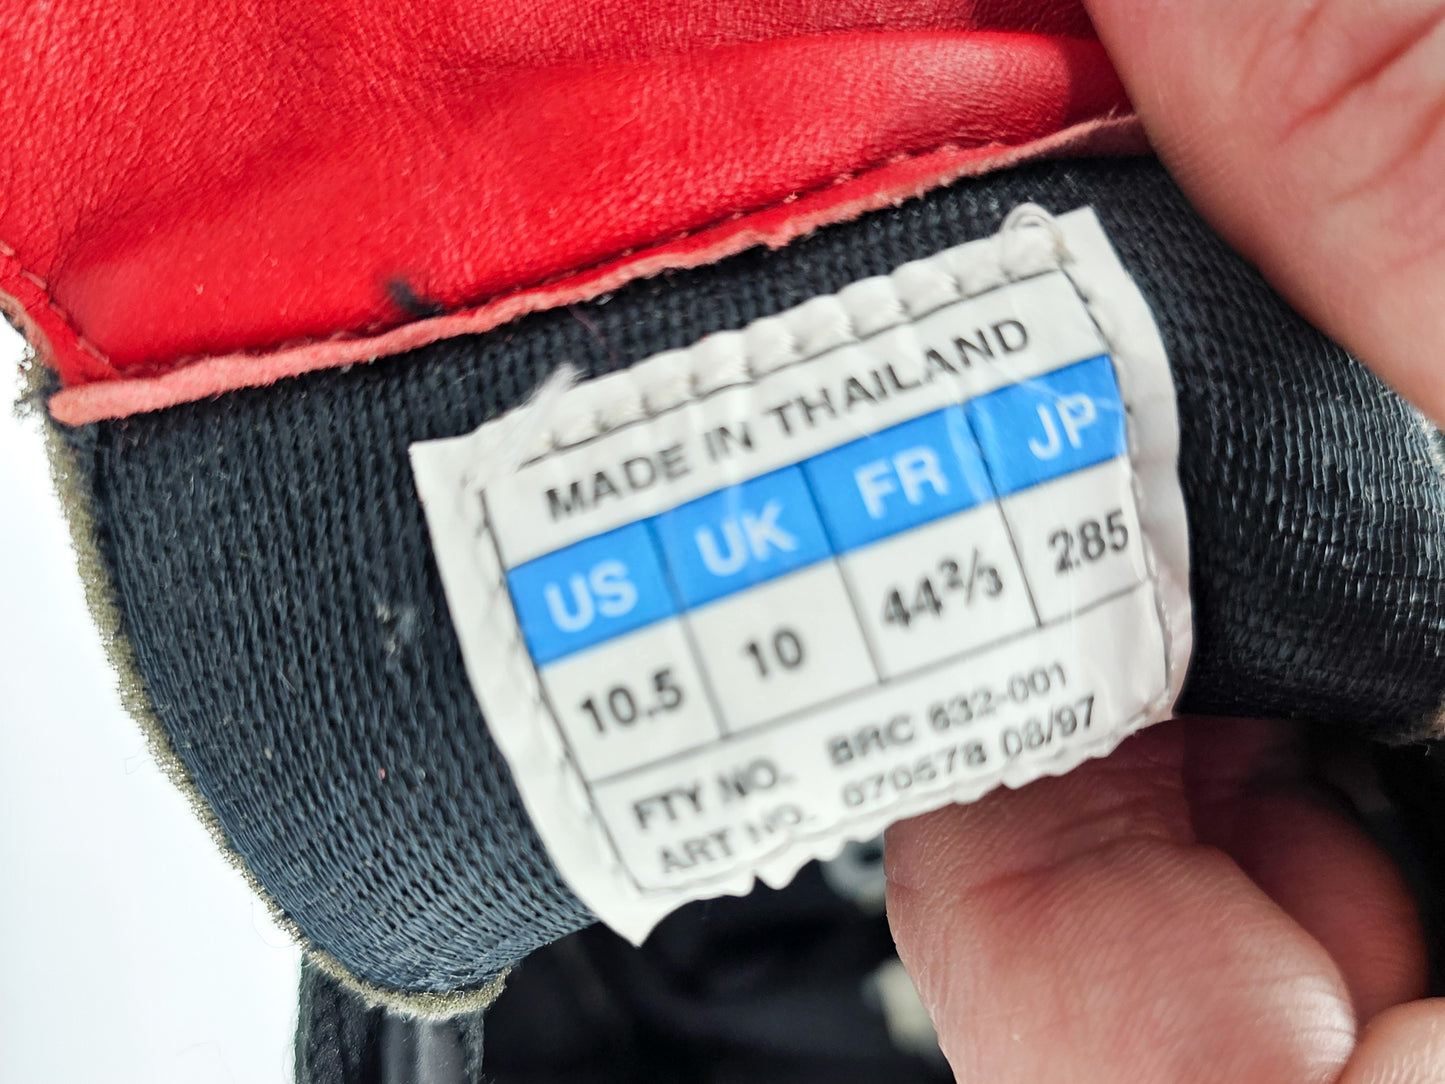 MADE IN THAILAND
US UK FR JP
10.5 10 44⅔ 285
FTY NO. BRC 632-001
ART NO. 670578 08/97